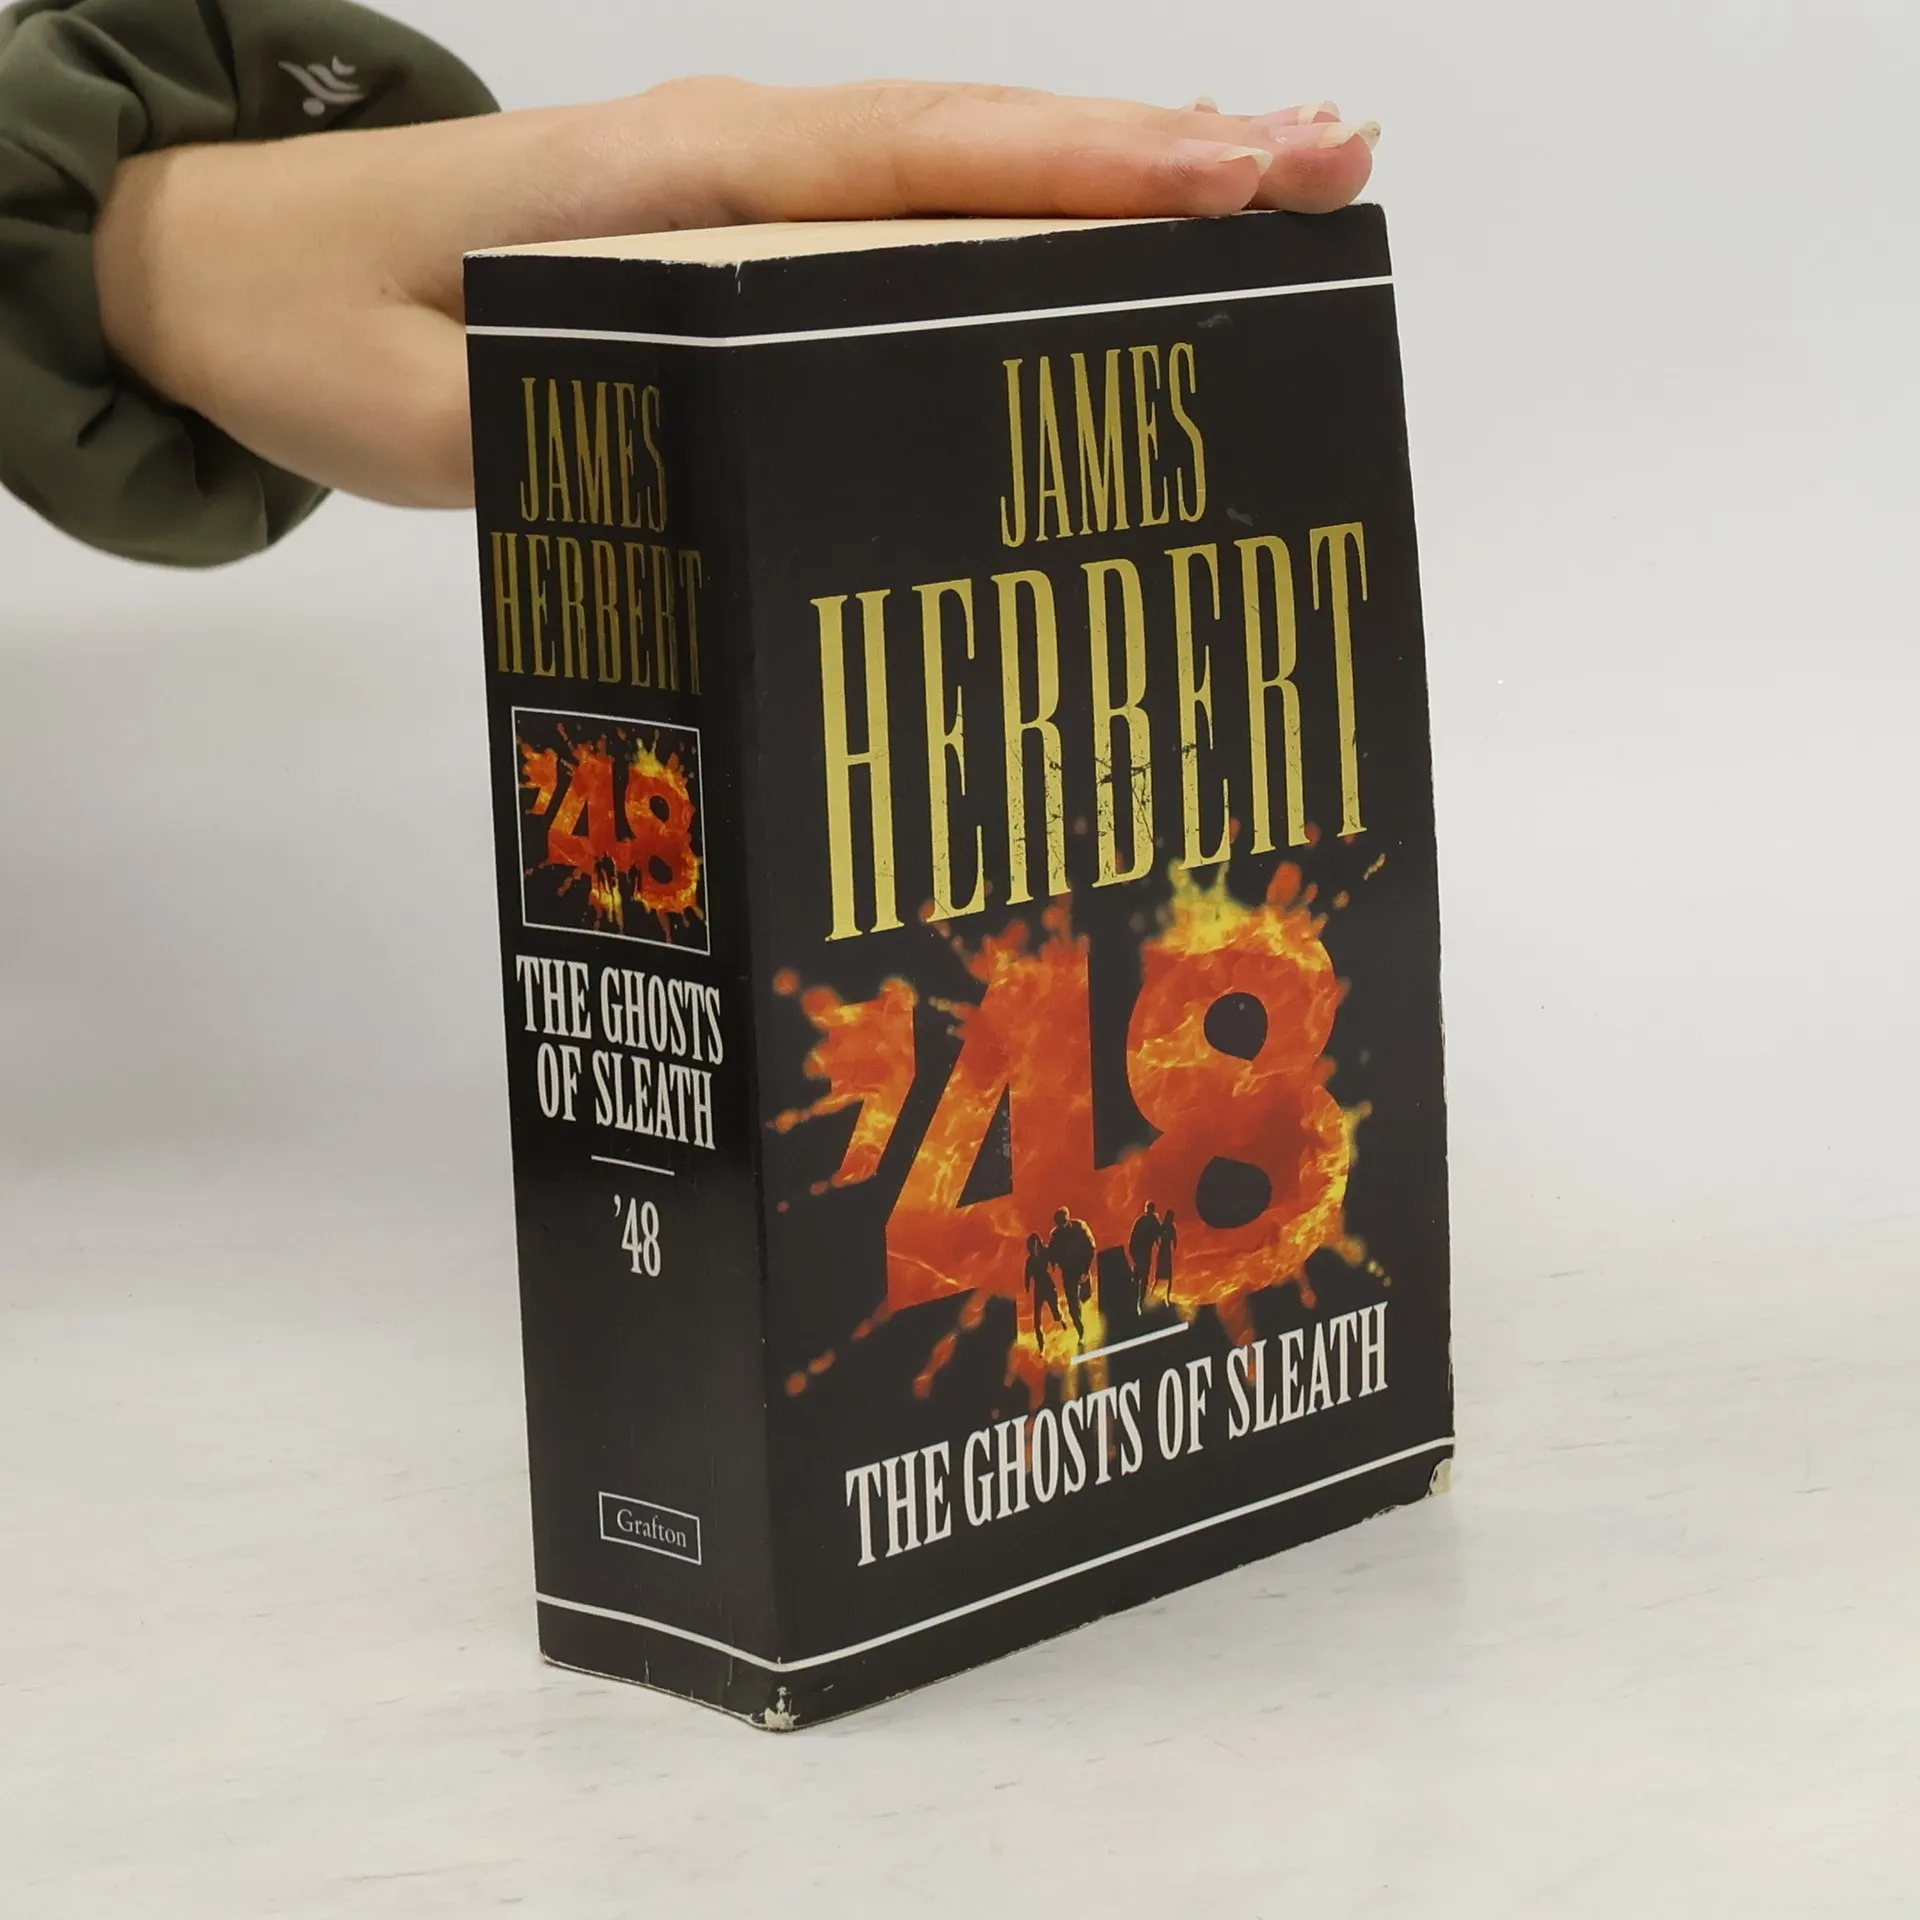 JAMES
HERBERT
'48
THE GHOSTS
OF SLEATH
'48
Grafton
JAMES
HERBERT
'48
THE GHOSTS OF SLEATH